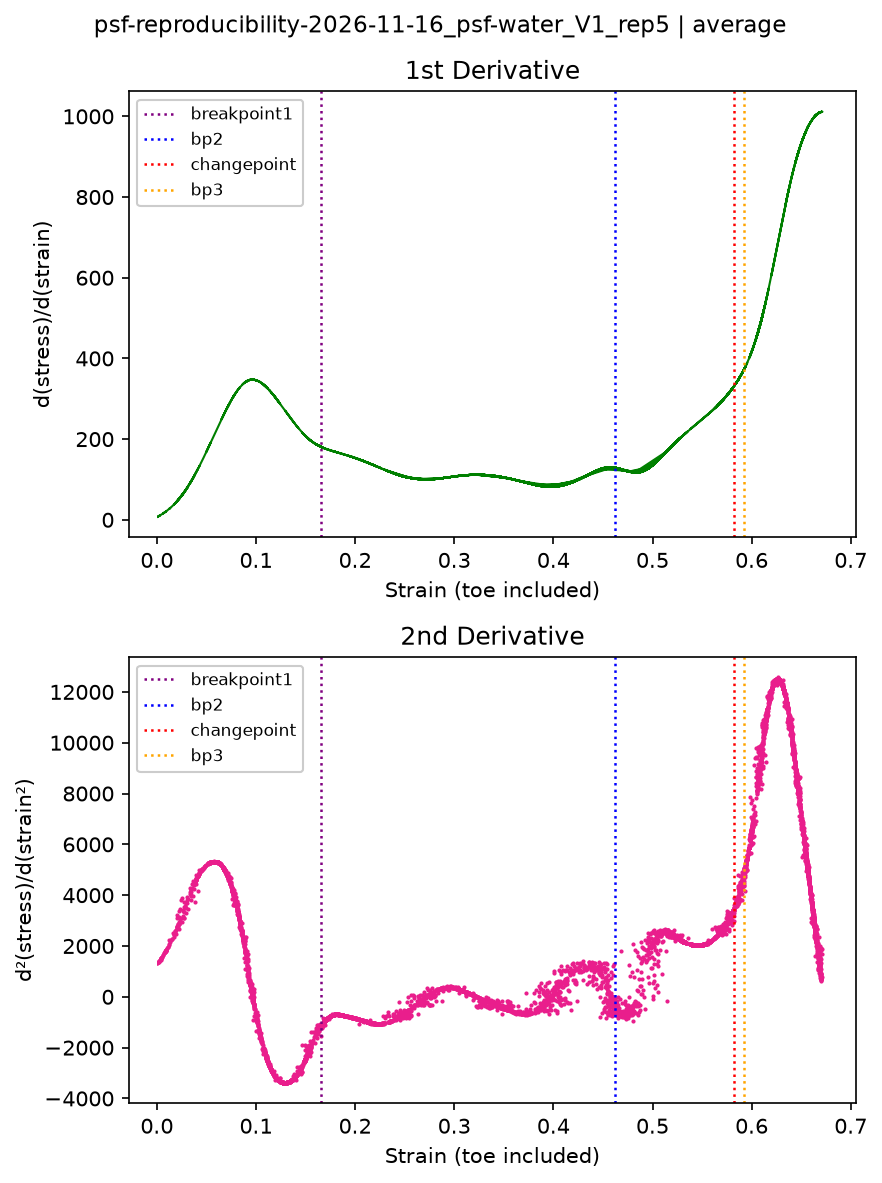 psf-reproducibility-2026-11-16_psf-water_V1_rep5 | average
1st Derivative
d(stress)/d(strain)
1000
800
600
400
200
0
breakpoint1
bp2
changepoint
bp3
0.0 0.1 0.2 0.3 0.4 0.5 0.6 0.7
Strain (toe included)
2nd Derivative
d²(stress)/d(strain²)
12000
10000
8000
6000
4000
2000
0
−2000
−4000
breakpoint1
bp2
changepoint
bp3
0.0 0.1 0.2 0.3 0.4 0.5 0.6 0.7
Strain (toe included)